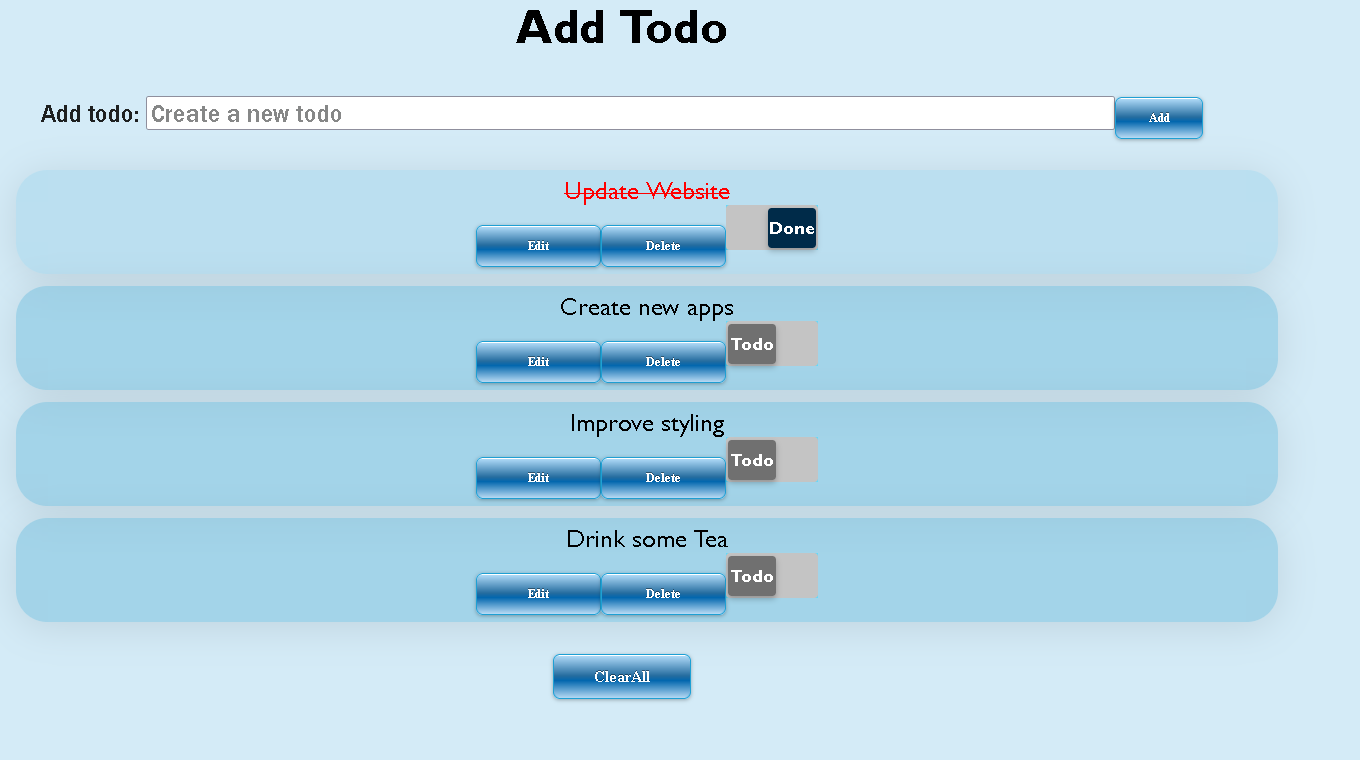 Add Todo
Add todo: Create a new todo Add
Update Website
Edit Delete Done
Create new apps
Edit Delete Todo
Improve styling
Edit Delete Todo
Drink some Tea
Edit Delete Todo
ClearAll